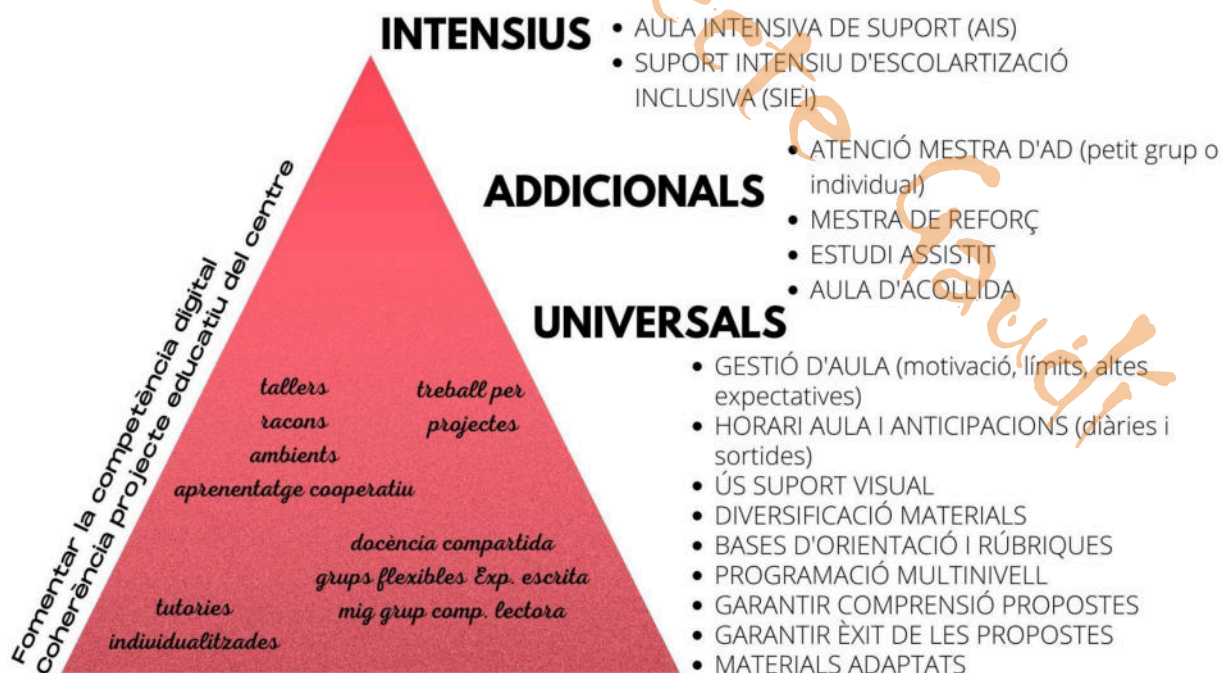 INTENSIUS
• AULA INTENSIVA DE SUPORT (AIS)
• SUPORT INTENSIU D'ESCOLARTIZACIÓ
INCLUSIVA (SIEI)
ADDICIONALS
• ATENCIÓ MESTRA D'AD (petit grup o
individual)
• MESTRA DE REFORÇ
• ESTUDI ASSISTIT
• AULA D'ACOLLIDA
UNIVERSALS
• GESTIÓ D'AULA (motivació, límits, altes
expectatives)
• HORARI AULA I ANTICIPACIONS (diàries i
sortides)
• ÚS SUPORT VISUAL
• DIVERSIFICACIÓ MATERIALS
• BASES D'ORIENTACIÓ I RÚBRIQUES
• PROGRAMACIÓ MULTINIVELL
• GARANTIR COMPRENSIÓ PROPOSTES
• GARANTIR ÈXIT DE LES PROPOSTES
• MATERIALS ADAPTATS
Fomentar la competència digital
Coherència projecte educatiu del centre
tallers
racons
ambients
aprenentatge cooperatiu
treball per
projectes
docència compartida
grups flexibles Exp. escrita
mig grup comp. lectora
tutories
individualitzades
cte Gaudí